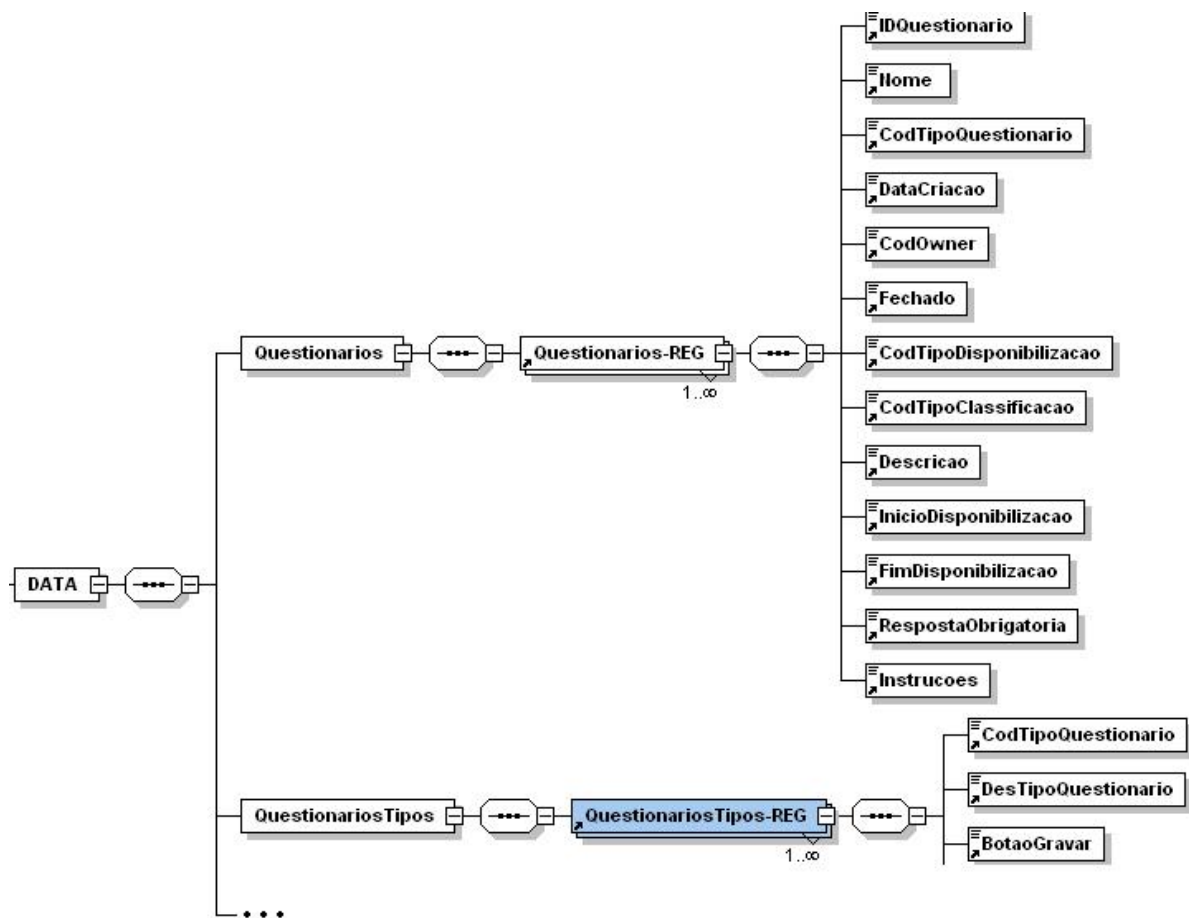 IDQuestionario
Nome
CodTipoQuestionario
DataCriacao
CodOwner
Fechado
Questionarios
Questionarios-REG
CodTipoDisponibilizacao
1..∞
CodTipoClassificacao
Descricao
InicioDisponibilizacao
FimDisponibilizacao
DATA
RespostaObrigatoria
Instrucoes
CodTipoQuestionario
DesTipoQuestionario
QuestionariosTipos
QuestionariosTipos-REG
BotaoGravar
1..∞